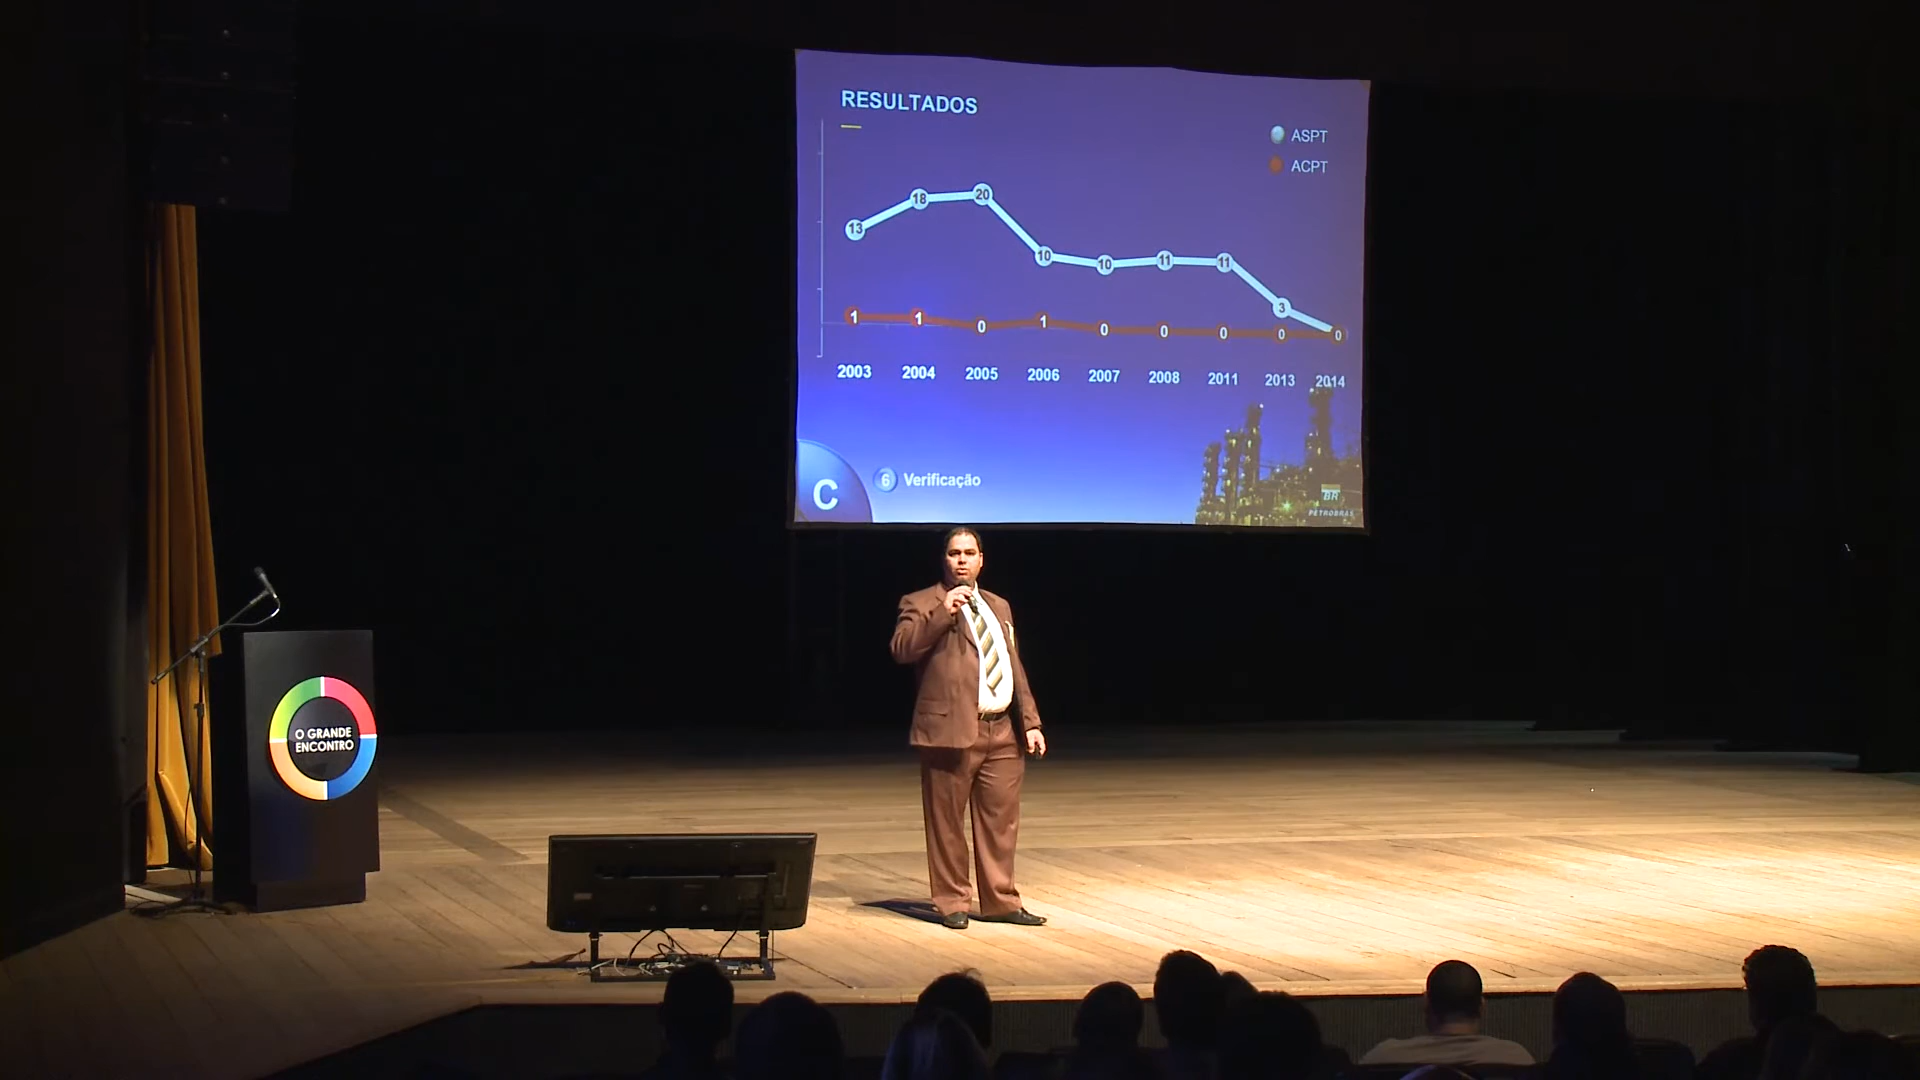 RESULTADOS
ASPT
ACPT
13 18 20 10 10 11 11 3
1 1 0 1 0 0 0 0 0
2003 2004 2005 2006 2007 2008 2011 2013 2014
C
6 Verificação
BR
PETROBRAS
O GRANDE
ENCONTRO